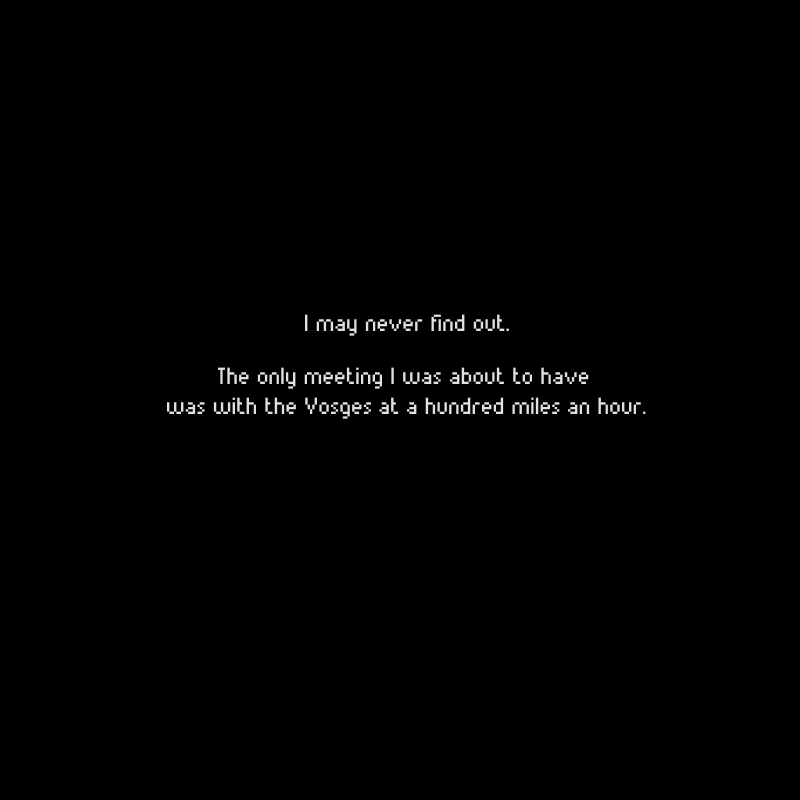 I may never find out.
The only meeting I was about to have
was with the Vosges at a hundred miles an hour.